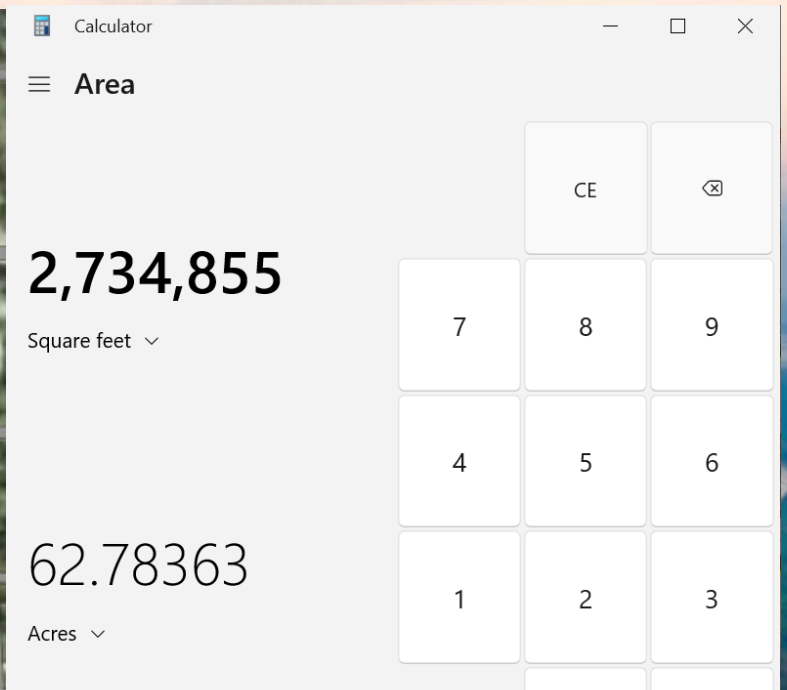 Calculator
Area
CE
2,734,855
Square feet
7 8 9
4 5 6
62.78363
Acres
1 2 3